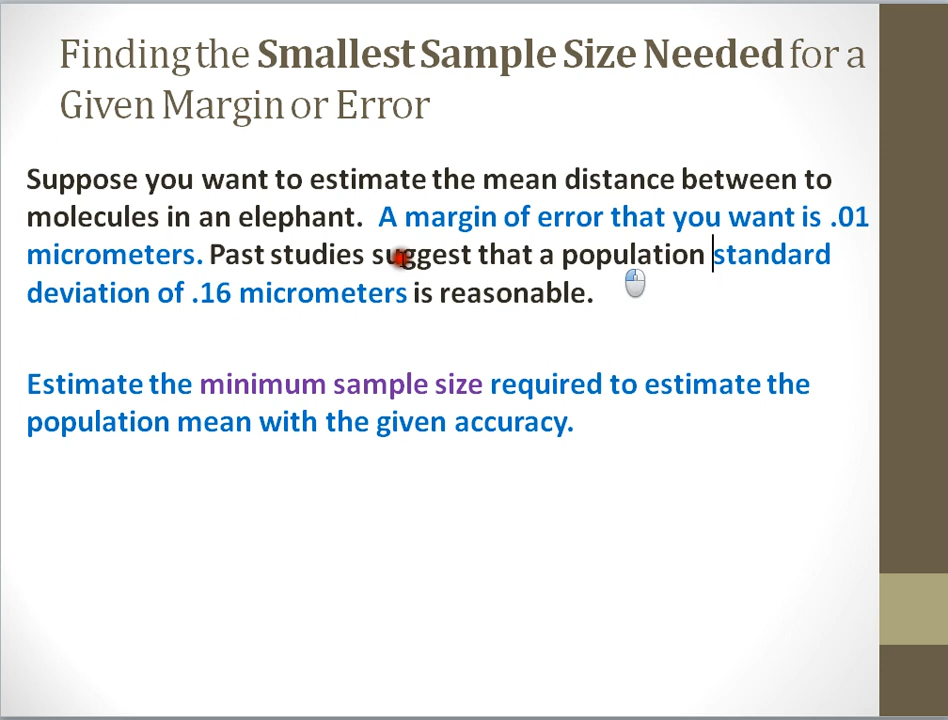 Finding the Smallest Sample Size Needed for a
Given Margin or Error
Suppose you want to estimate the mean distance between to
molecules in an elephant. A margin of error that you want is .01
micrometers. Past studies suggest that a population standard
deviation of .16 micrometers is reasonable.
Estimate the minimum sample size required to estimate the
population mean with the given accuracy.